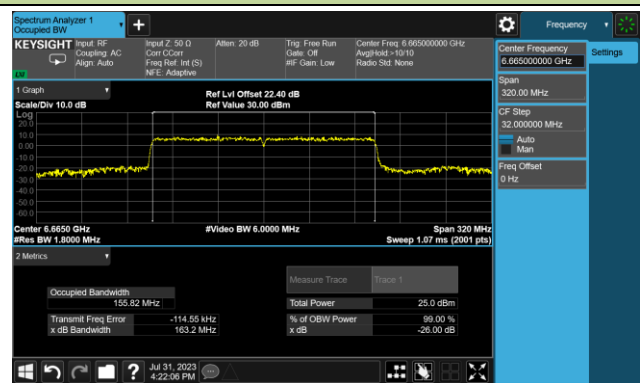 Spectrum Analyzer 1
Occupied BW
Frequency
KEYSIGHT
Input: RF
Coupling: AC
Align: Auto
Input Z: 50 Ω
Corr CCorr
Freq Ref: Int (S)
NFE: Adaptive
Atten: 20 dB
Trig: Free Run
Gate: Off
#IF Gain: Low
Center Freq: 6.665000000 GHz
Avg|Hold:>10/10
Radio Std: None
Center Frequency
6.665000000 GHz
Settings
Span
320.00 MHz
CF Step
32.000000 MHz
Auto
Man
Freq Offset
0 Hz
1 Graph
Scale/Div 10.0 dB
Ref Lvl Offset 22.40 dB
Ref Value 30.00 dBm
Log
20.0
10.0
0.00
-10.0
-20.0
-30.0
-40.0
-50.0
-60.0
Center 6.6650 GHz
#Res BW 1.8000 MHz
#Video BW 6.0000 MHz
Span 320 MHz
Sweep 1.07 ms (2001 pts)
2 Metrics
Measure Trace
Trace 1
Occupied Bandwidth
155.82 MHz
Total Power
25.0 dBm
Transmit Freq Error
-114.55 kHz
% of OBW Power
99.00 %
x dB Bandwidth
163.2 MHz
x dB
-26.00 dB
?
Jul 31, 2023
4:22:06 PM